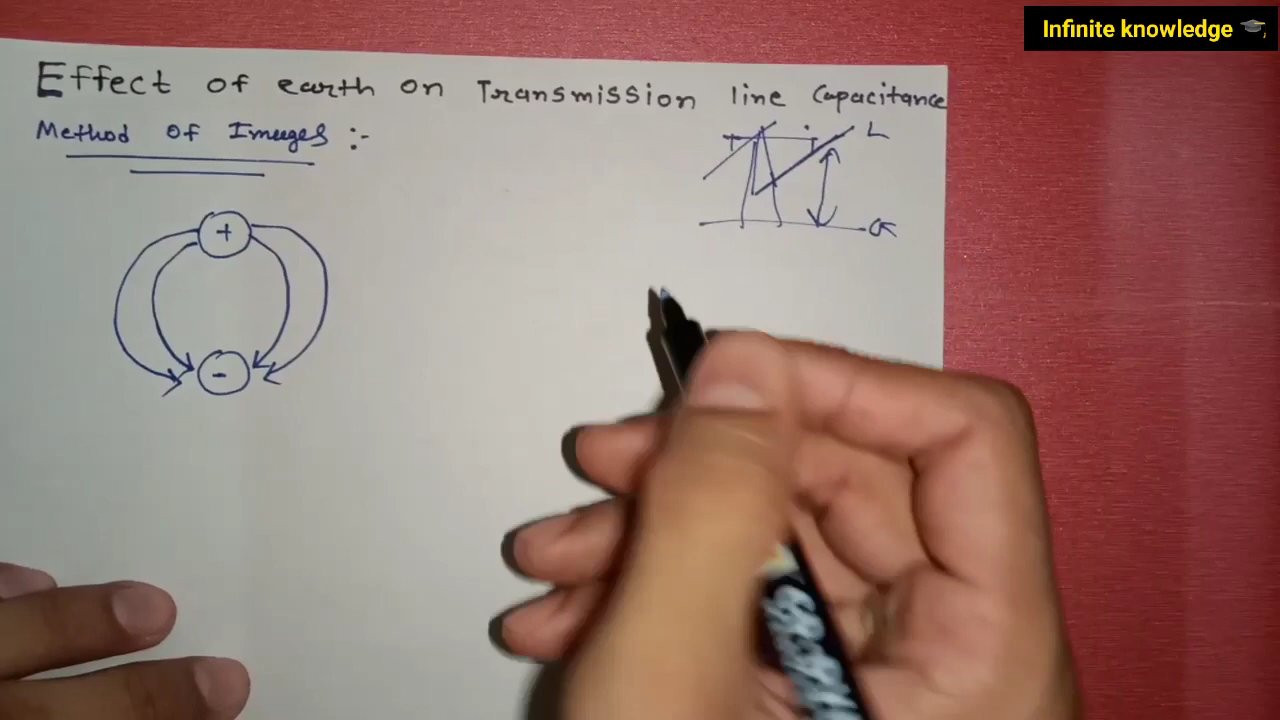 Infinite knowledge 🎓
Effect of earth on Transmission line Capacitance
Method of Images :-
L
G
+
-